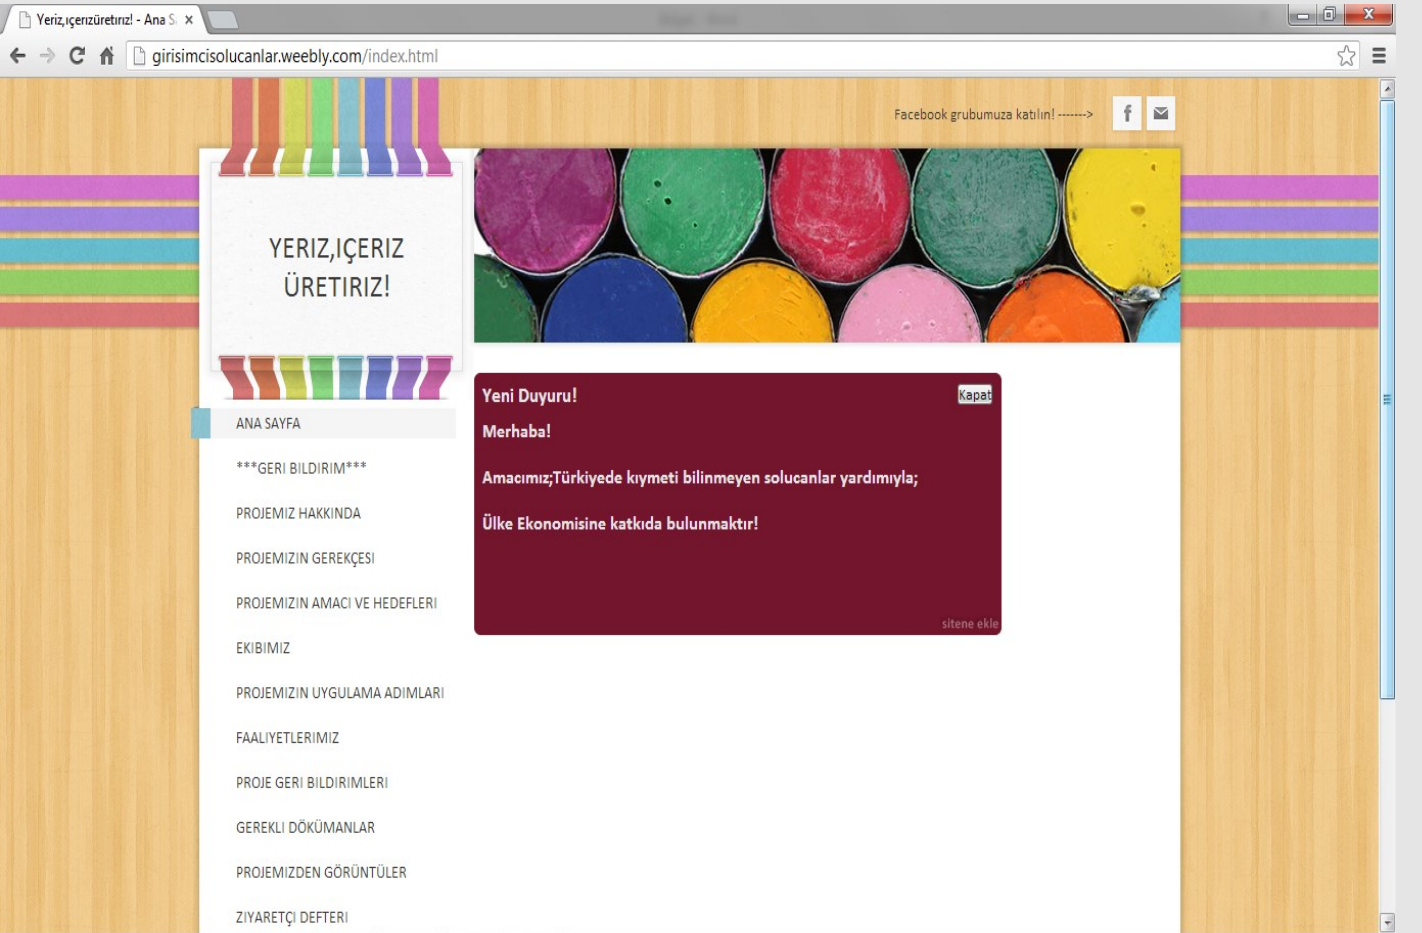 Yeriz,ıçerızüretırız! - Ana S
girisimcisolucanlar.weebly.com/index.html
Facebook grubumuza katılın! ------->
YERIZ,IÇERIZ
ÜRETIRIZ!
Yeni Duyuru!
Kapat
Merhaba!
Amacımız;Türkiyede kıymeti bilinmeyen solucanlar yardımıyla;
Ülke Ekonomisine katkıda bulunmaktır!
sitene ekle
ANA SAYFA
***GERI BILDIRIM***
PROJEMIZ HAKKINDA
PROJEMIZIN GEREKÇESI
PROJEMIZIN AMACI VE HEDEFLERI
EKIBIMIZ
PROJEMIZIN UYGULAMA ADIMLARI
FAALIYETLERIMIZ
PROJE GERI BILDIRIMLERI
GEREKLI DÖKÜMANLAR
PROJEMIZDEN GÖRÜNTÜLER
ZIYARETÇI DEFTERI